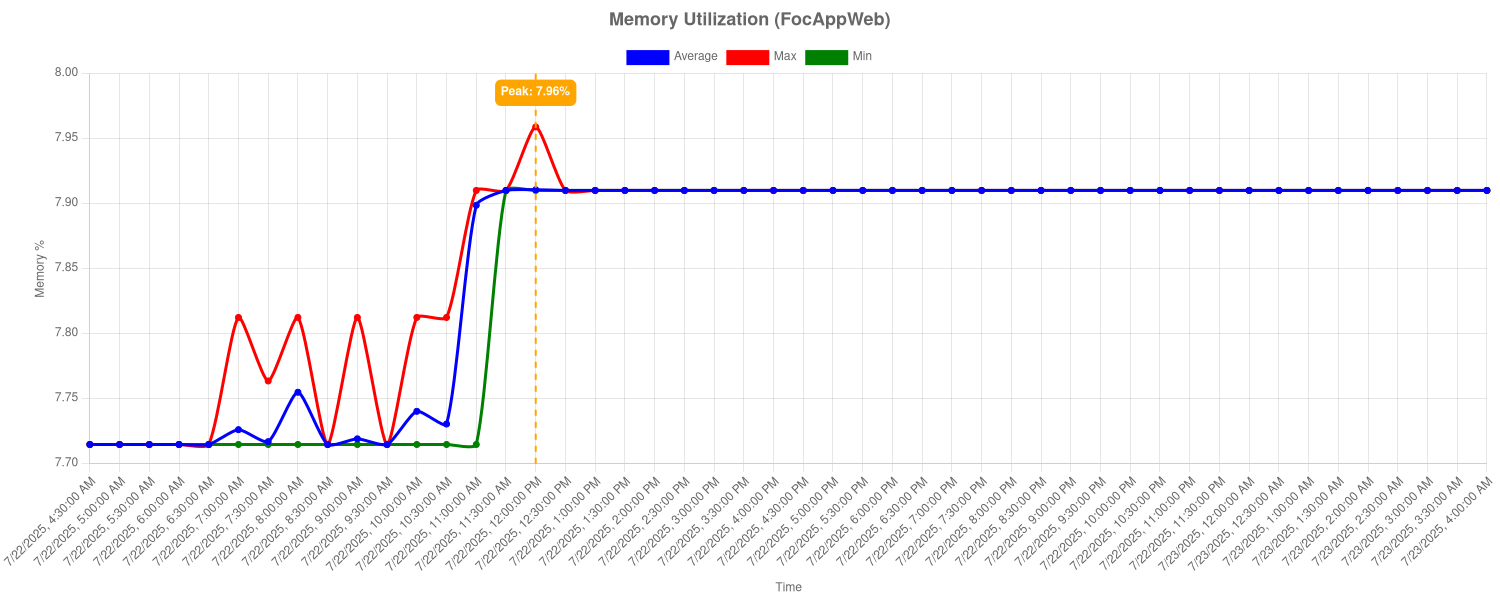 Memory Utilization (FocAppWeb)
Average Max Min
8.00
Peak: 7.96%
7.95
7.90
7.85
Memory %
7.80
7.75
7.70
7/22/2025, 4:30:00 AM
7/22/2025, 5:00:00 AM
7/22/2025, 5:30:00 AM
7/22/2025, 6:00:00 AM
7/22/2025, 6:30:00 AM
7/22/2025, 7:00:00 AM
7/22/2025, 7:30:00 AM
7/22/2025, 8:00:00 AM
7/22/2025, 8:30:00 AM
7/22/2025, 9:00:00 AM
7/22/2025, 9:30:00 AM
7/22/2025, 10:00:00 AM
7/22/2025, 10:30:00 AM
7/22/2025, 11:00:00 AM
7/22/2025, 11:30:00 AM
7/22/2025, 12:00:00 PM
7/22/2025, 12:30:00 PM
7/22/2025, 1:00:00 PM
7/22/2025, 1:30:00 PM
7/22/2025, 2:00:00 PM
7/22/2025, 2:30:00 PM
7/22/2025, 3:00:00 PM
7/22/2025, 3:30:00 PM
7/22/2025, 4:00:00 PM
7/22/2025, 4:30:00 PM
7/22/2025, 5:00:00 PM
7/22/2025, 5:30:00 PM
7/22/2025, 6:00:00 PM
7/22/2025, 6:30:00 PM
7/22/2025, 7:00:00 PM
7/22/2025, 7:30:00 PM
7/22/2025, 8:00:00 PM
7/22/2025, 8:30:00 PM
7/22/2025, 9:00:00 PM
7/22/2025, 9:30:00 PM
7/22/2025, 10:00:00 PM
7/22/2025, 10:30:00 PM
7/22/2025, 11:00:00 PM
7/22/2025, 11:30:00 PM
7/23/2025, 12:00:00 AM
7/23/2025, 12:30:00 AM
7/23/2025, 1:00:00 AM
7/23/2025, 1:30:00 AM
7/23/2025, 2:00:00 AM
7/23/2025, 2:30:00 AM
7/23/2025, 3:00:00 AM
7/23/2025, 3:30:00 AM
7/23/2025, 4:00:00 AM
Time